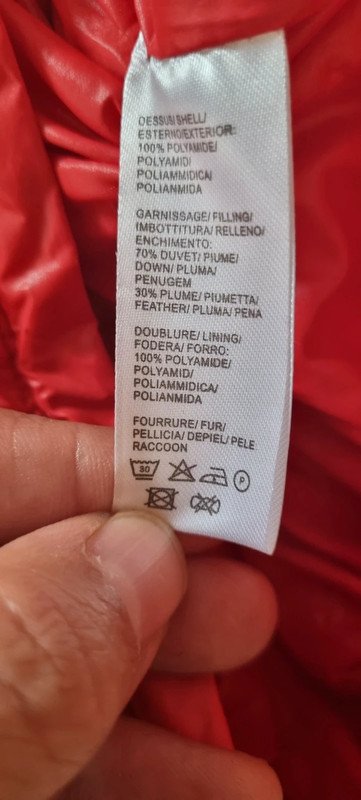 DESSUS/SHELL/
ESTERNO/EXTERIOR:
100% POLYAMIDE/
POLYAMID/
POLIAMMIDICA/
POLIANMIDA
GARNISSAGE/FILLING/
IMBOTTITURA/RELLENO/
ENCHIMENTO:
70% DUVET/PIUME/
DOWN/PLUMA/
PENUGEM
30% PLUME/PIUMETTA/
FEATHER/PLUMA/PENA
DOUBLURE/LINING/
FODERA/FORRO:
100% POLYAMIDE/
POLYAMID/
POLIAMMIDICA/
POLIANMIDA
FOURRURE/FUR/
PELLICIA/DEPIEL/PELE
RACCOON
30 P